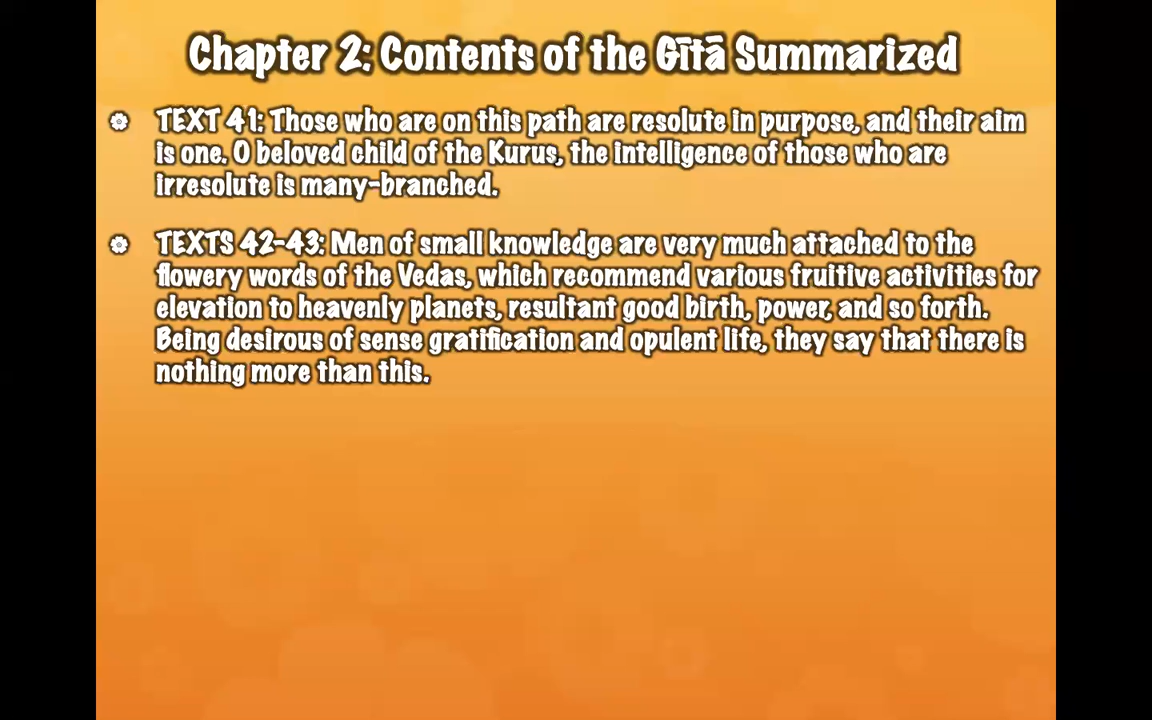 Chapter 2: Contents of the Gītā Summarized
TEXT 41: Those who are on this path are resolute in purpose, and their aim
is one. O beloved child of the Kurus, the intelligence of those who are
irresolute is many-branched.
TEXTS 42-43: Men of small knowledge are very much attached to the
flowery words of the Vedas, which recommend various fruitive activities for
elevation to heavenly planets, resultant good birth, power, and so forth.
Being desirous of sense gratification and opulent life, they say that there is
nothing more than this.